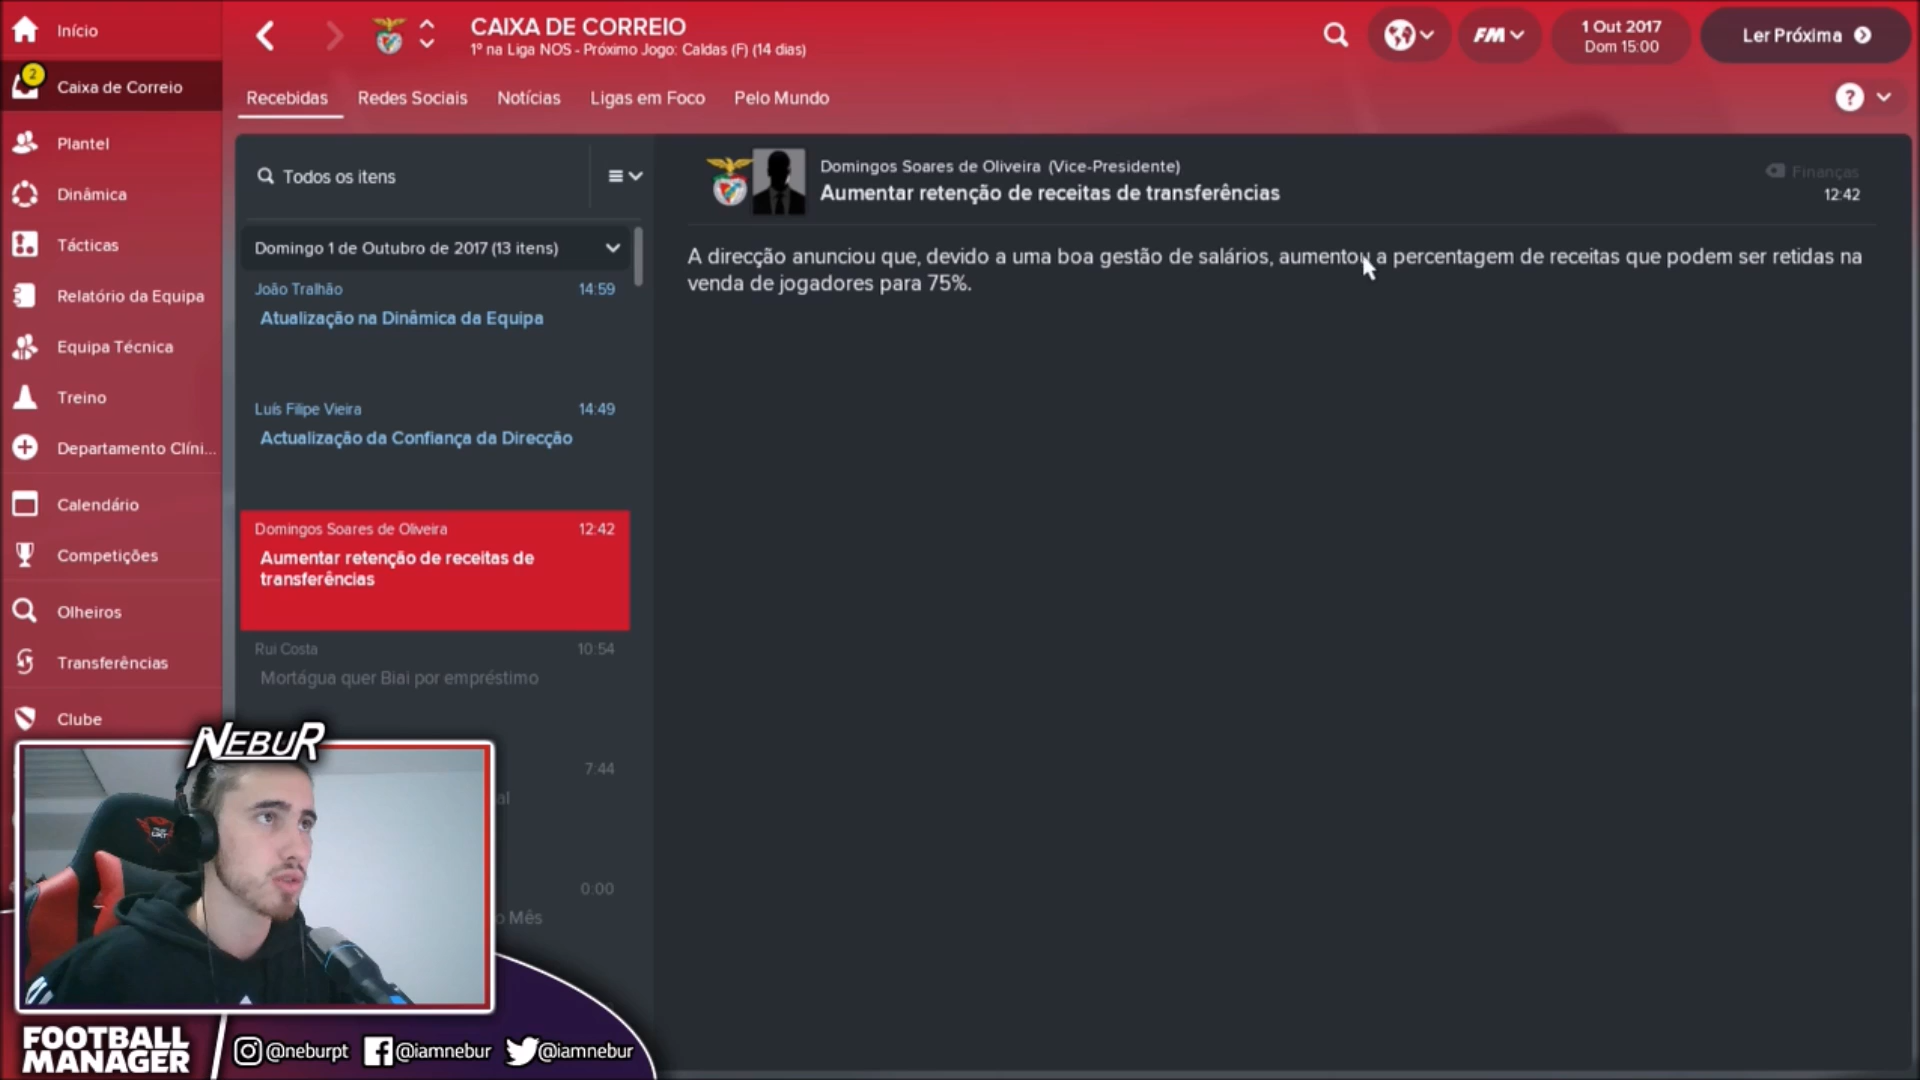 Início
2
Caixa de Correio
Plantel
Dinâmica
Tácticas
Relatório da Equipa
Equipa Técnica
Treino
Departamento Clíni...
Calendário
Competições
Olheiros
Transferências
Clube
CAIXA DE CORREIO
1º na Liga NOS - Próximo Jogo: Caldas (F) (14 dias)
FM
1 Out 2017
Dom 15:00
Ler Próxima
Recebidas
Redes Sociais
Notícias
Ligas em Foco
Pelo Mundo
?
Todos os itens
Domingo 1 de Outubro de 2017 (13 itens)
João Tralhão 14:59
Atualização na Dinâmica da Equipa
Luís Filipe Vieira 14:49
Actualização da Confiança da Direcção
Domingos Soares de Oliveira 12:42
Aumentar retenção de receitas de
transferências
Rui Costa 10:54
Mortágua quer Biai por empréstimo
7:44
al
0:00
o Mês
Domingos Soares de Oliveira (Vice-Presidente)
Aumentar retenção de receitas de transferências
Finanças
12:42
A direcção anunciou que, devido a uma boa gestão de salários, aumentou a percentagem de receitas que podem ser retidas na
venda de jogadores para 75%.
NEBUR
FOOTBALL
MANAGER
@neburpt
@iamnebur
@iamnebur